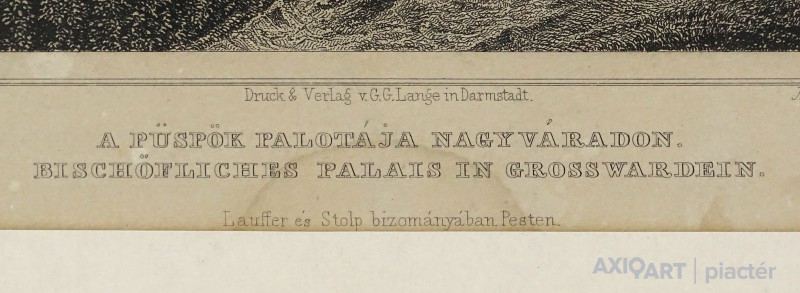 Druck & Verlag v. G.G. Lange in Darmstadt.
A PÜSPÖK PALOTÁJA NAGYVÁRADON.
BISCHÖFLICHES PALAIS IN GROSSWARDEIN.
Lauffer és Stolp bizományában Pesten.
AXIOART | piactér